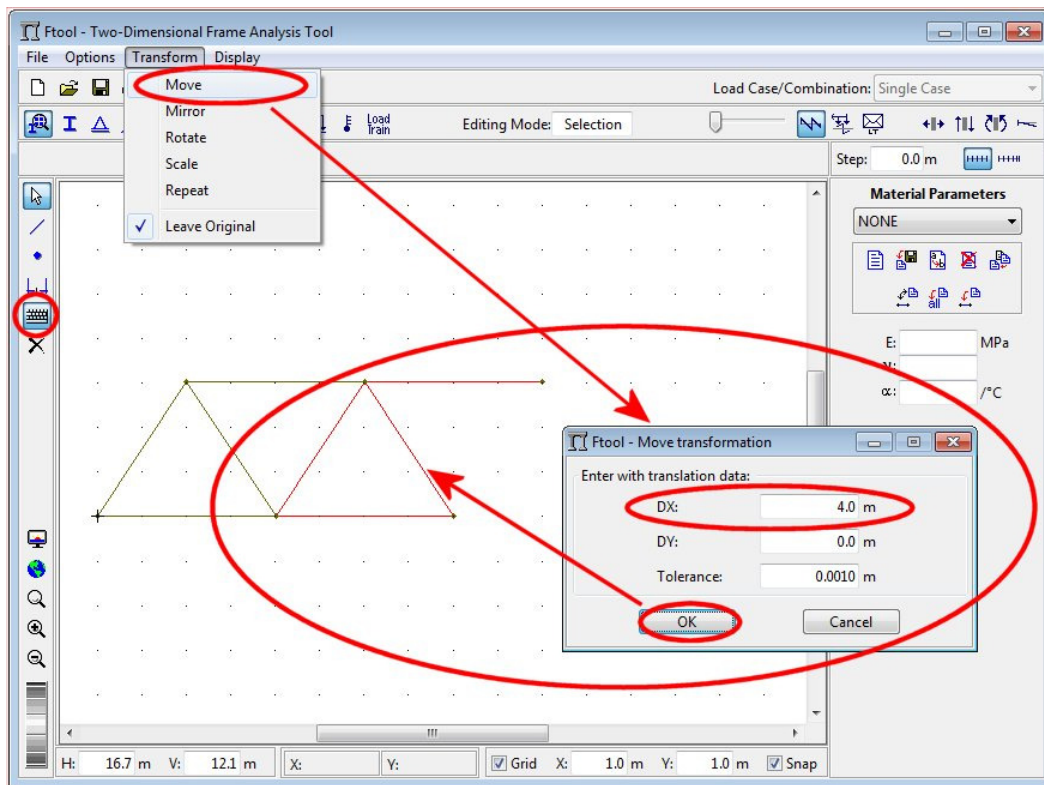 Ftool - Two-Dimensional Frame Analysis Tool
File Options Transform Display
Move
Mirror
Rotate
Scale
Repeat
Leave Original
Load Case/Combination: Single Case
Load Train
Editing Mode: Selection
LT
Step: 0.0 m
Material Parameters
NONE
all
E: MPa
ν:
α: /°C
Ftool - Move transformation
Enter with translation data:
DX: 4.0 m
DY: 0.0 m
Tolerance: 0.0010 m
OK Cancel
H: 16.7 m V: 12.1 m X: Y: Grid X: 1.0 m Y: 1.0 m Snap